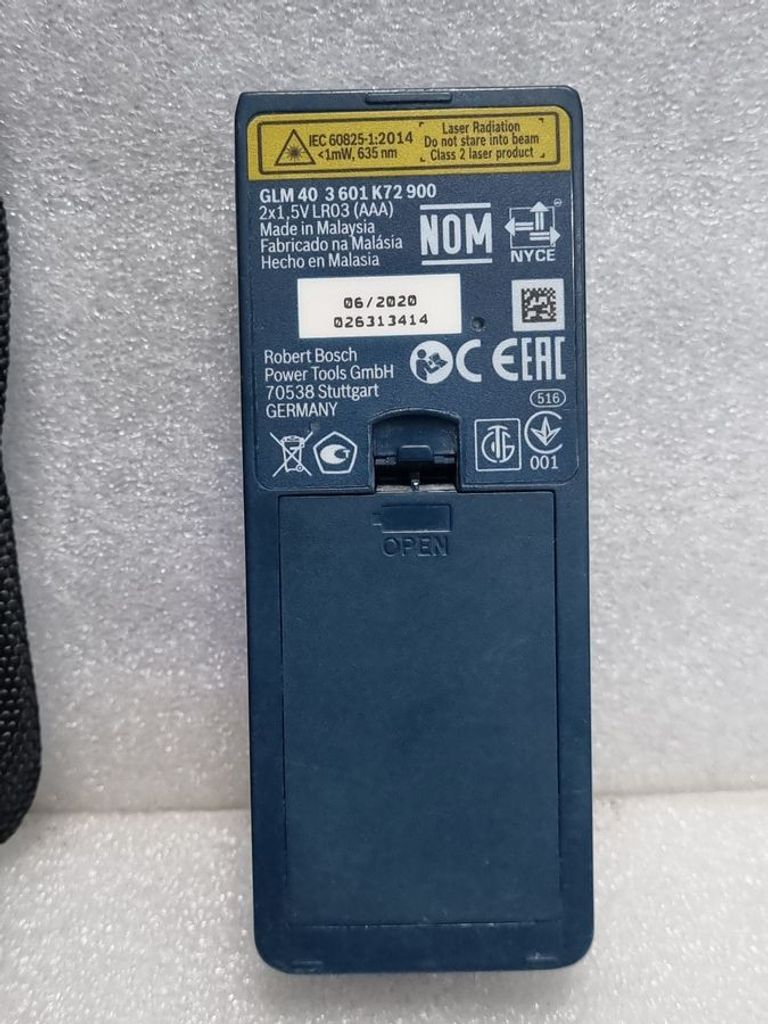 IEC 60825-1:2014
<1mW, 635 nm
Laser Radiation
Do not stare into beam
Class 2 laser product
GLM 40 3 601 K72 900
2x1,5V LR03 (AAA)
Made in Malaysia
Fabricado na Malásia
Hecho en Malasia
NOM
NYCE
06/2020
026313414
Robert Bosch
Power Tools GmbH
70538 Stuttgart
GERMANY
CE
EAC
516
001
OPEN